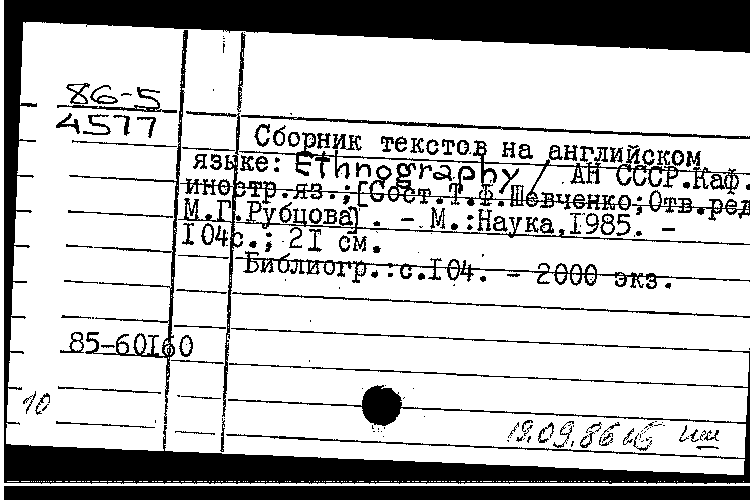 86-5
4577
Сборник текстов на английском
языке: Ethnography / АН СССР.Каф.
иностр.яз.;[Сост.Т.Ф.Шевченко;Отв.ред
М.Г.Рубцова]. - М.:Наука,1985. -
104с.; 21 см.
Библиогр.:с.104. - 2000 экз.
85-60160
10
19.09.86